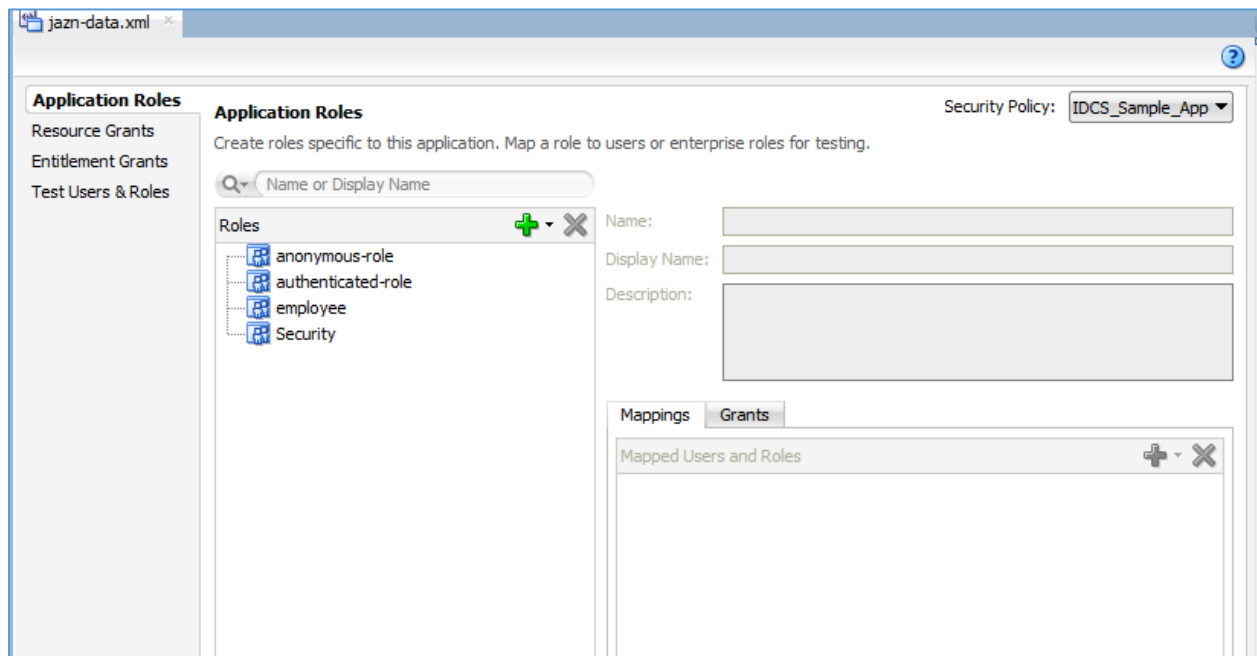 jazn-data.xml
Application Roles
Resource Grants
Entitlement Grants
Test Users & Roles
Application Roles
Security Policy: IDCS_Sample_App
Create roles specific to this application. Map a role to users or enterprise roles for testing.
Name or Display Name
Roles
anonymous-role
authenticated-role
employee
Security
Name:
Display Name:
Description:
Mappings Grants
Mapped Users and Roles